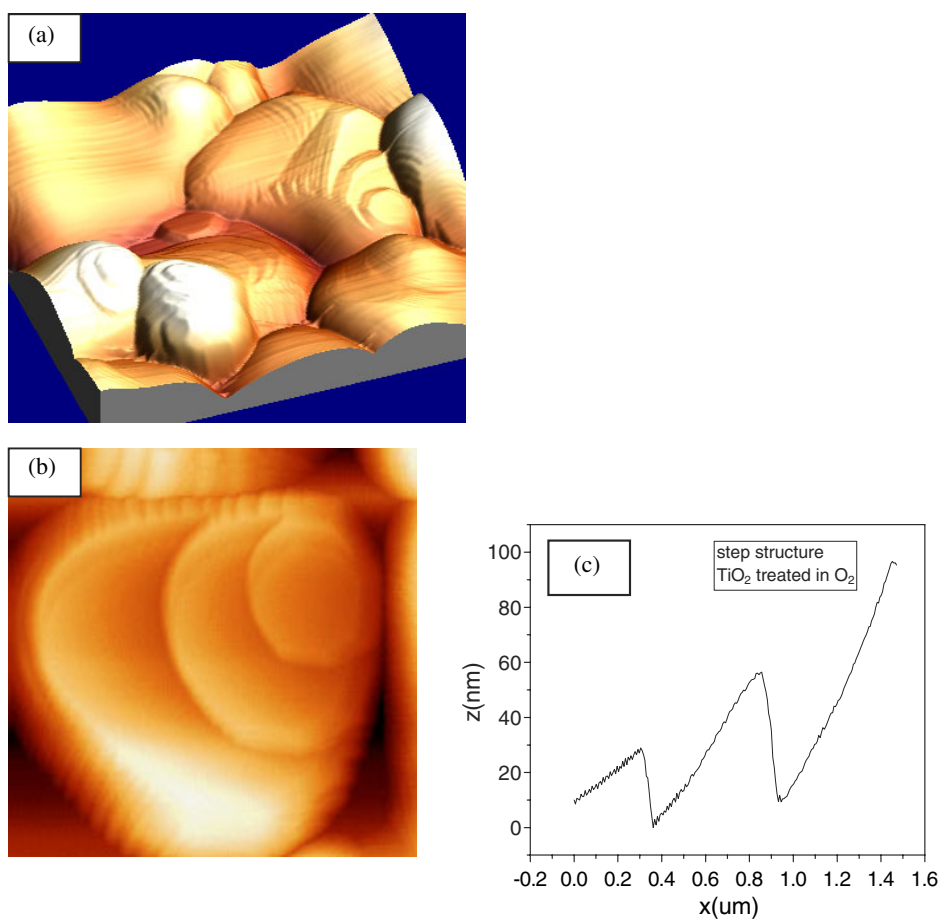 (a)
(b)
(c)
step structure
TiO₂ treated in O₂
z(nm)
100
80
60
40
20
0
-0.2 0.0 0.2 0.4 0.6 0.8 1.0 1.2 1.4 1.6
x(um)